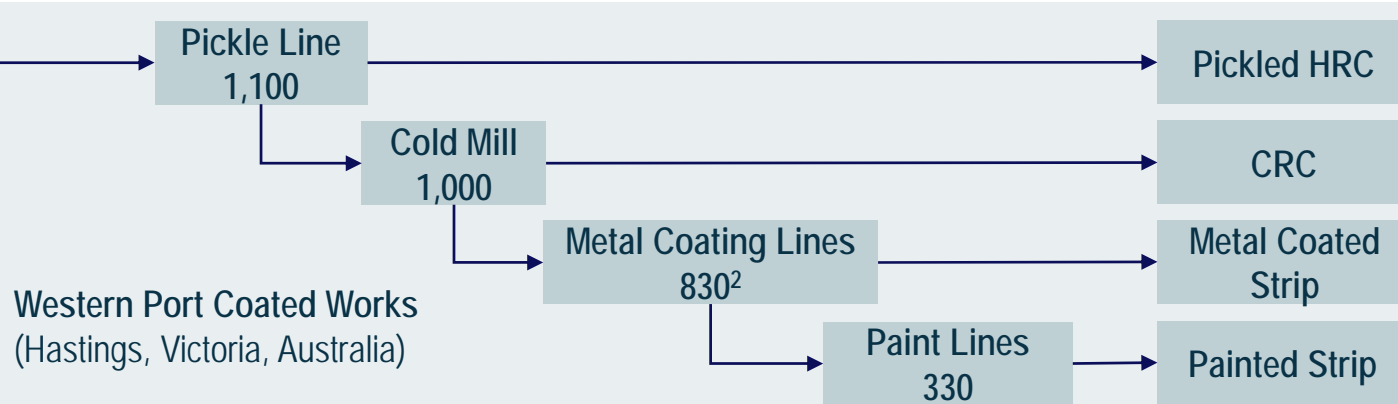 Pickle Line
1,100
Pickled HRC
Cold Mill
1,000
CRC
Metal Coating Lines
830²
Metal Coated
Strip
Western Port Coated Works
(Hastings, Victoria, Australia)
Paint Lines
330
Painted Strip